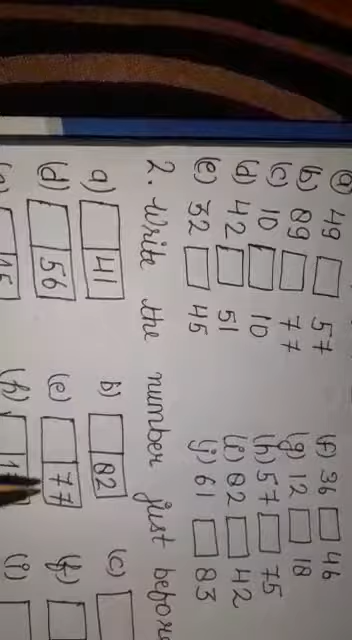 (a) 49 □ 57 (f) 36 □ 46
(b) 89 □ 77 (g) 12 □ 18
(c) 10 □ 10 (h) 57 □ 75
(d) 42 □ 51 (i) 82 □ 42
(e) 32 □ 45 (j) 61 □ 83
2. Write the number just before
a) □ 41 b) □ 82 (c) □
(d) □ 56 (e) □ 77 (f) □
(h) □ (i) □